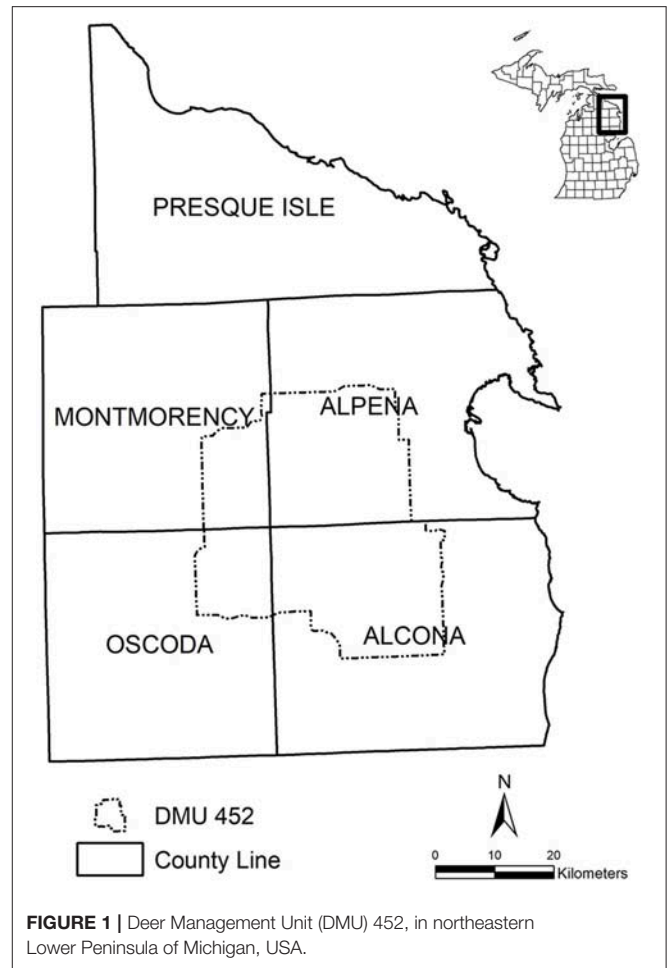 PRESQUE ISLE
MONTMORENCY
ALPENA
OSCODA
ALCONA
DMU 452
County Line
N
0 10 20
Kilometers
FIGURE 1 | Deer Management Unit (DMU) 452, in northeastern
Lower Peninsula of Michigan, USA.